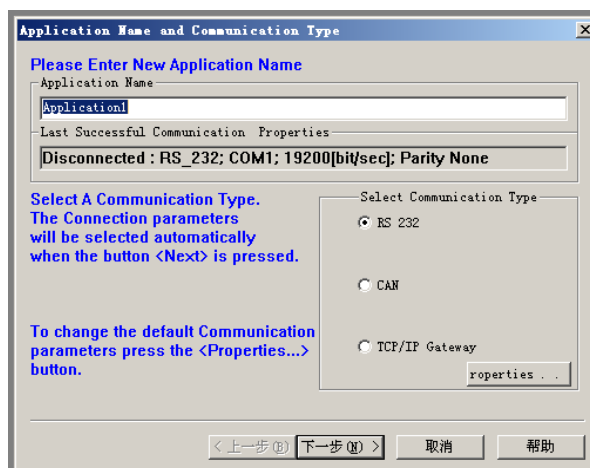 Application Name and Communication Type
Please Enter New Application Name
Application Name
Application1
Last Successful Communication Properties
Disconnected : RS_232; COM1; 19200[bit/sec]; Parity None
Select A Communication Type.
The Connection parameters
will be selected automatically
when the button <Next> is pressed.
To change the default Communication
parameters press the <Properties...>
button.
Select Communication Type
RS 232
CAN
TCP/IP Gateway
roperties . .
< 上一步(B)
下一步(N) >
取消
帮助